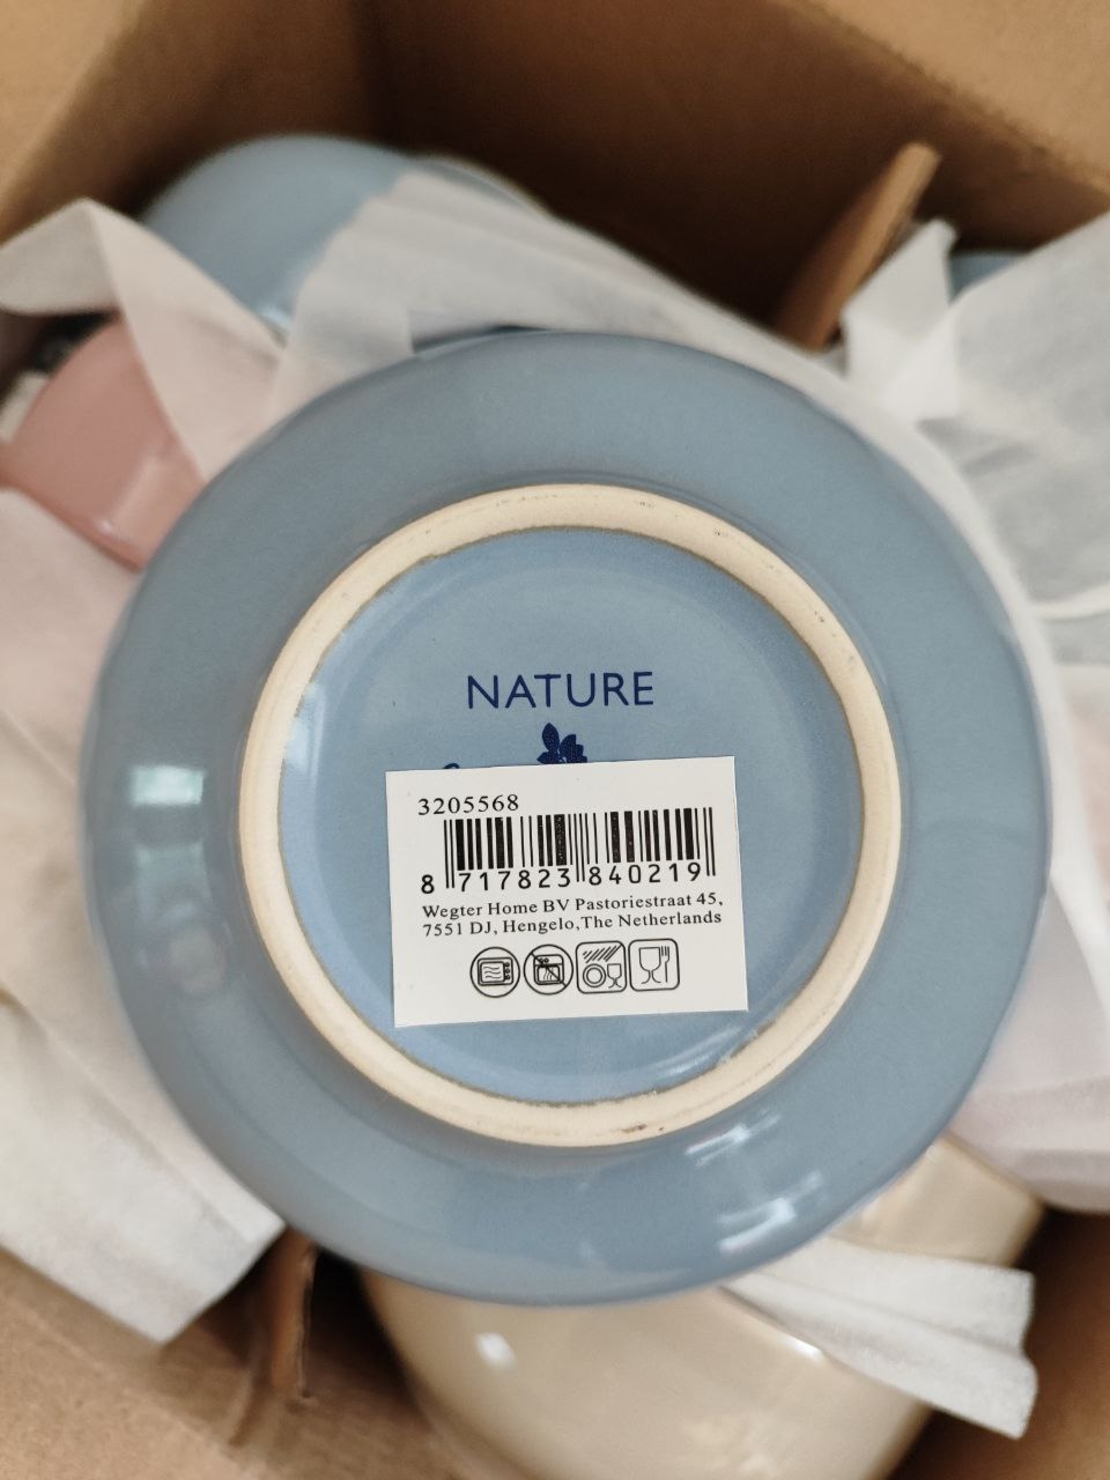 NATURE
3205568
8 717823 840219
Wegter Home BV Pastoriestraat 45,
7551 DJ, Hengelo,The Netherlands